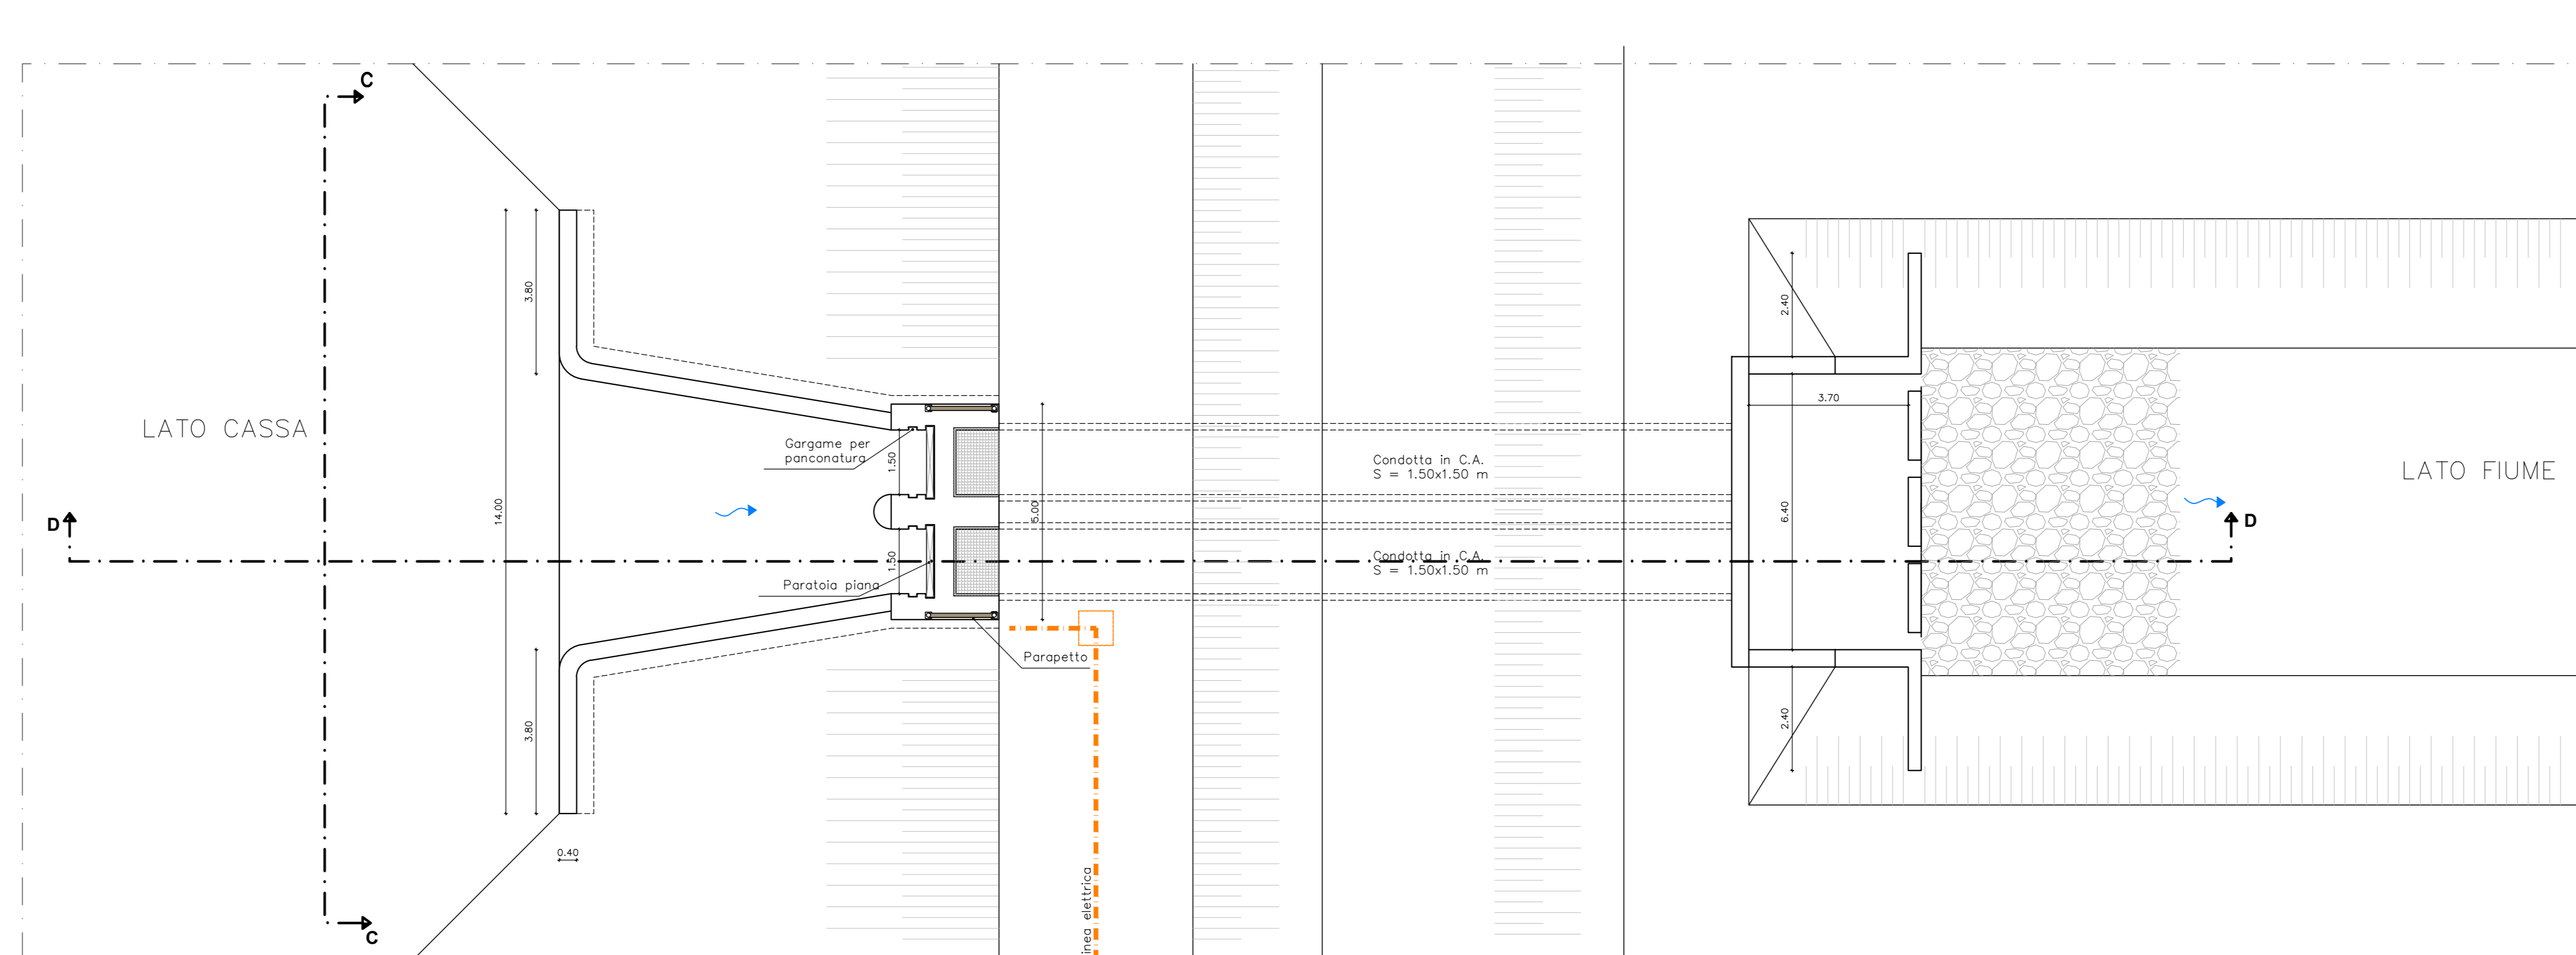 C
3.80
2.40
3.70
LATO CASSA
Gargame per
panconatura
1.50
Condotta in C.A.
S = 1.50x1.50 m
LATO FIUME
14.00
5.00
6.40
D
D
1.50
Condotta in C.A.
S = 1.50x1.50 m
Paratoia piana
Parapetto
3.80
2.40
0.40
inea elettrica
C